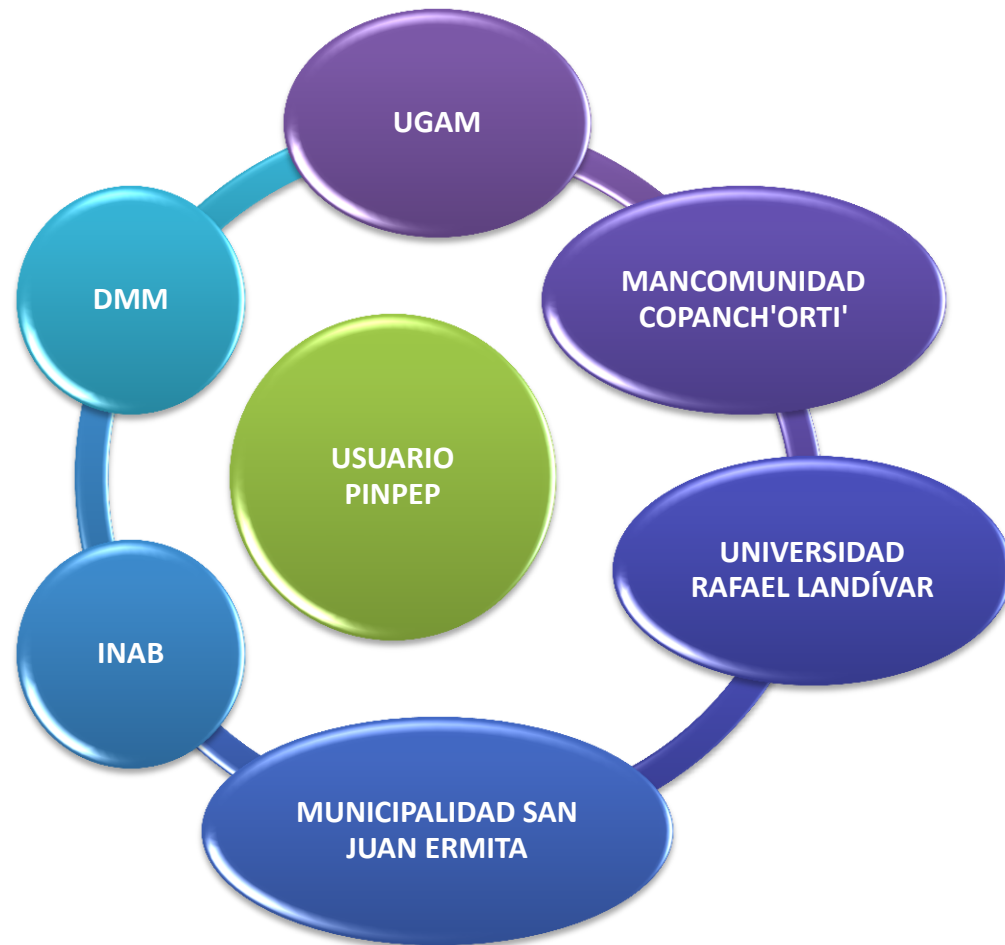 UGAM
MANCOMUNIDAD
COPANCH'ORTI'
UNIVERSIDAD
RAFAEL LANDÍVAR
MUNICIPALIDAD SAN
JUAN ERMITA
INAB
DMM
USUARIO
PINPEP